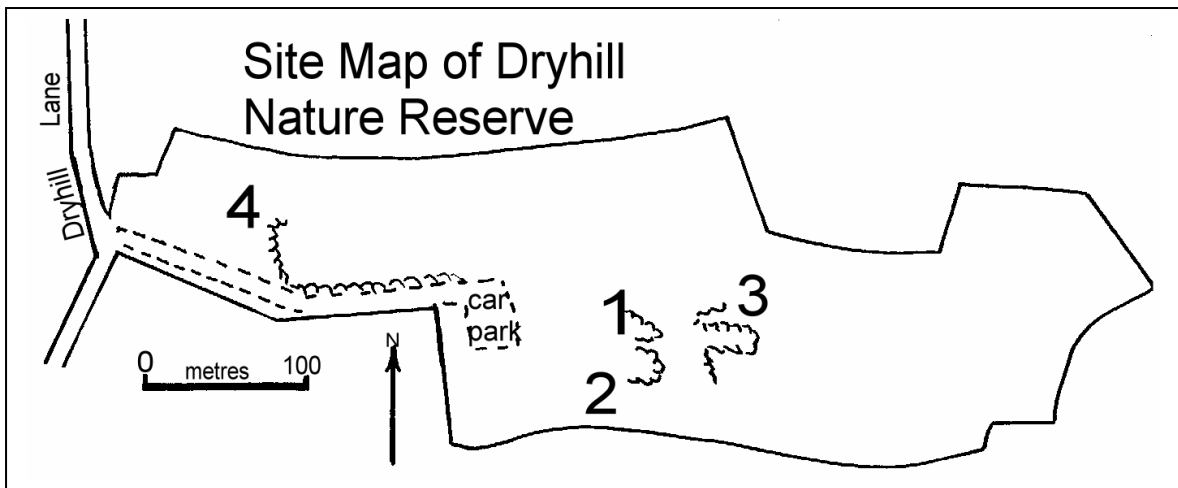 Site Map of Dryhill
Nature Reserve
Lane
Dryhill
4
car
park
1
3
2
0 metres 100
N